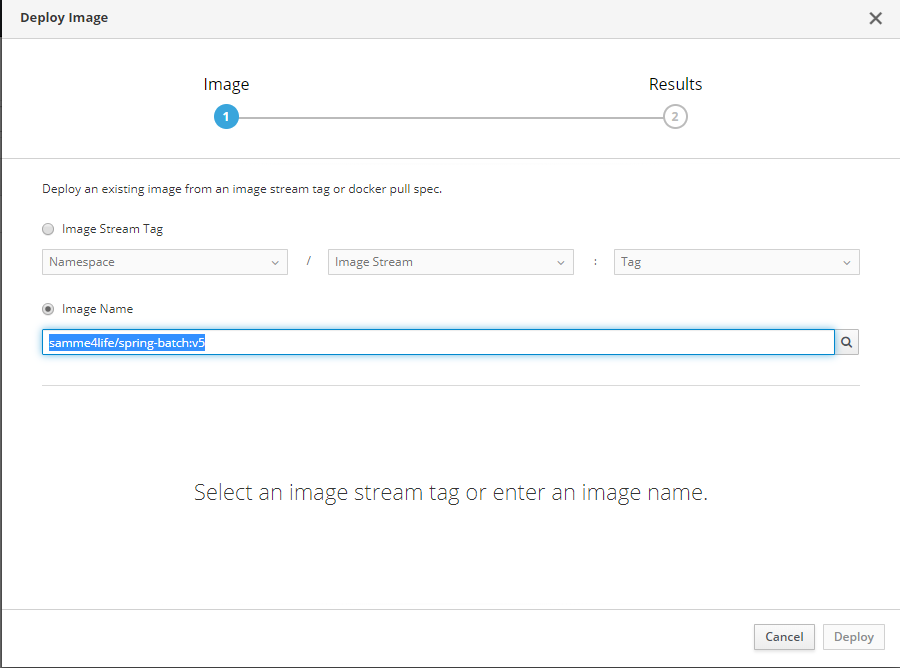 Deploy Image
Image
Results
1
2
Deploy an existing image from an image stream tag or docker pull spec.
Image Stream Tag
Namespace / Image Stream : Tag
Image Name
samme4life/spring-batch:v5
Select an image stream tag or enter an image name.
Cancel Deploy